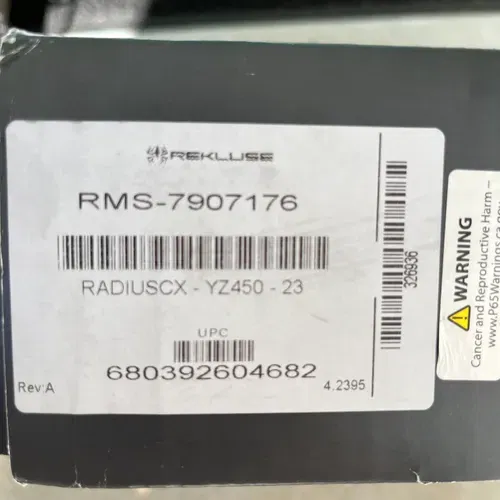 REKLUSE
RMS-7907176
RADIUSCX - YZ450 - 23
UPC
680392604682
Rev:A
4.2395
326936
WARNING
Cancer and Reproductive Harm –
www.P65Warnings.ca.gov